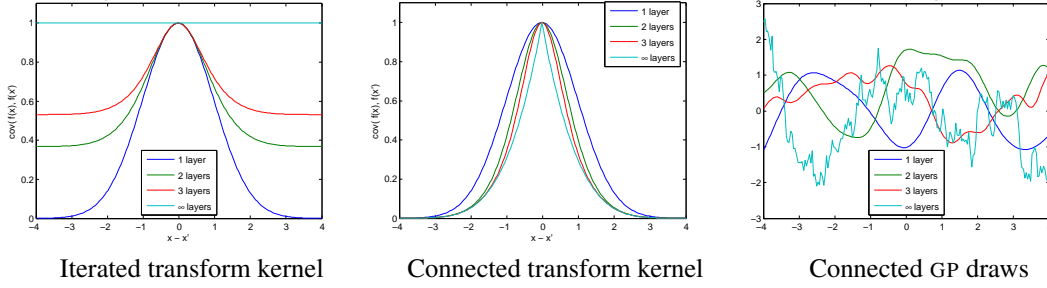 1
0.8
0.6
0.4
0.2
0
cov( f(x), f(x')
1 layer
2 layers
3 layers
∞ layers
−4 −3 −2 −1 0 1 2 3 4
x − x'
Iterated transform kernel
1
0.8
0.6
0.4
0.2
0
cov( f(x), f(x')
1 layer
2 layers
3 layers
∞ layers
−4 −3 −2 −1 0 1 2 3 4
x − x'
Connected transform kernel
3
2
1
0
−1
−2
−3
1 layer
2 layers
3 layers
∞ layers
−4 −3 −2 −1 0 1 2 3
Connected GP draws